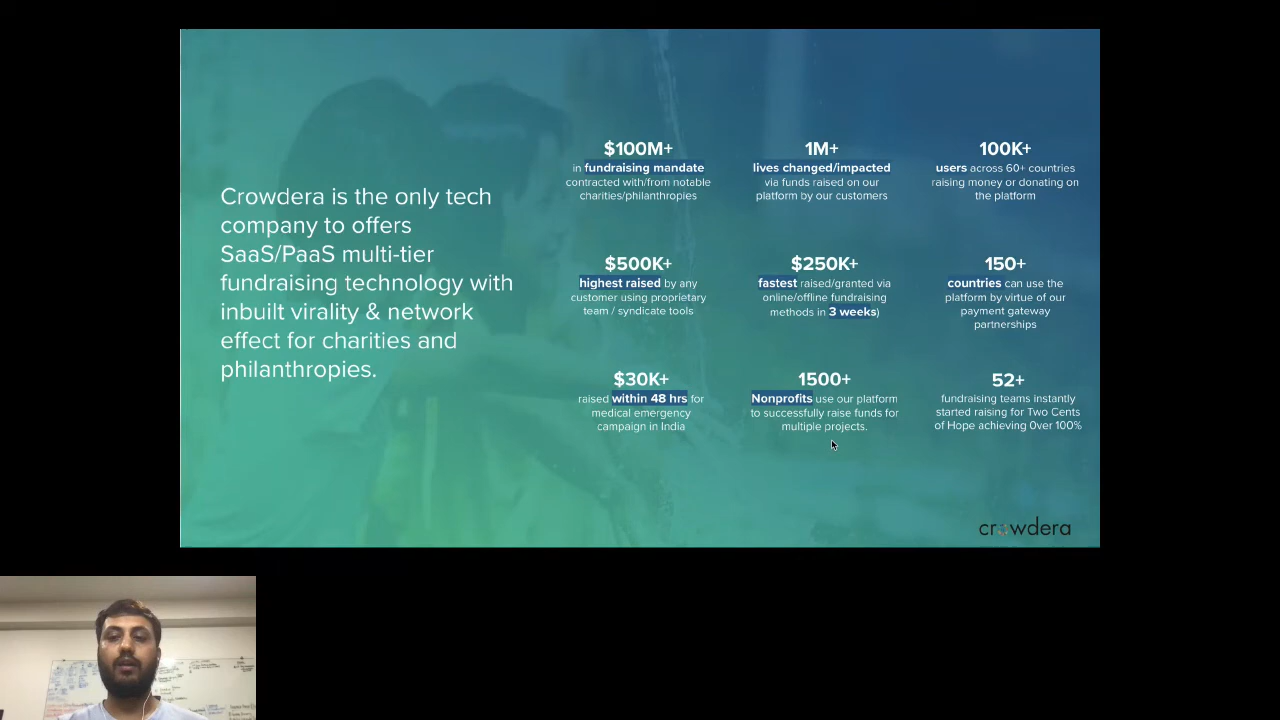 Crowdera is the only tech
company to offers
SaaS/PaaS multi-tier
fundraising technology with
inbuilt virality & network
effect for charities and
philanthropies.
$100M+
in fundraising mandate
contracted with/from notable
charities/philanthropies
1M+
lives changed/impacted
via funds raised on our
platform by our customers
100K+
users across 60+ countries
raising money or donating on
the platform
$500K+
highest raised by any
customer using proprietary
team / syndicate tools
$250K+
fastest raised/granted via
online/offline fundraising
methods in 3 weeks)
150+
countries can use the
platform by virtue of our
payment gateway
partnerships
$30K+
raised within 48 hrs for
medical emergency
campaign in India
1500+
Nonprofits use our platform
to successfully raise funds for
multiple projects.
52+
fundraising teams instantly
started raising for Two Cents
of Hope achieving Over 100%
crowdera